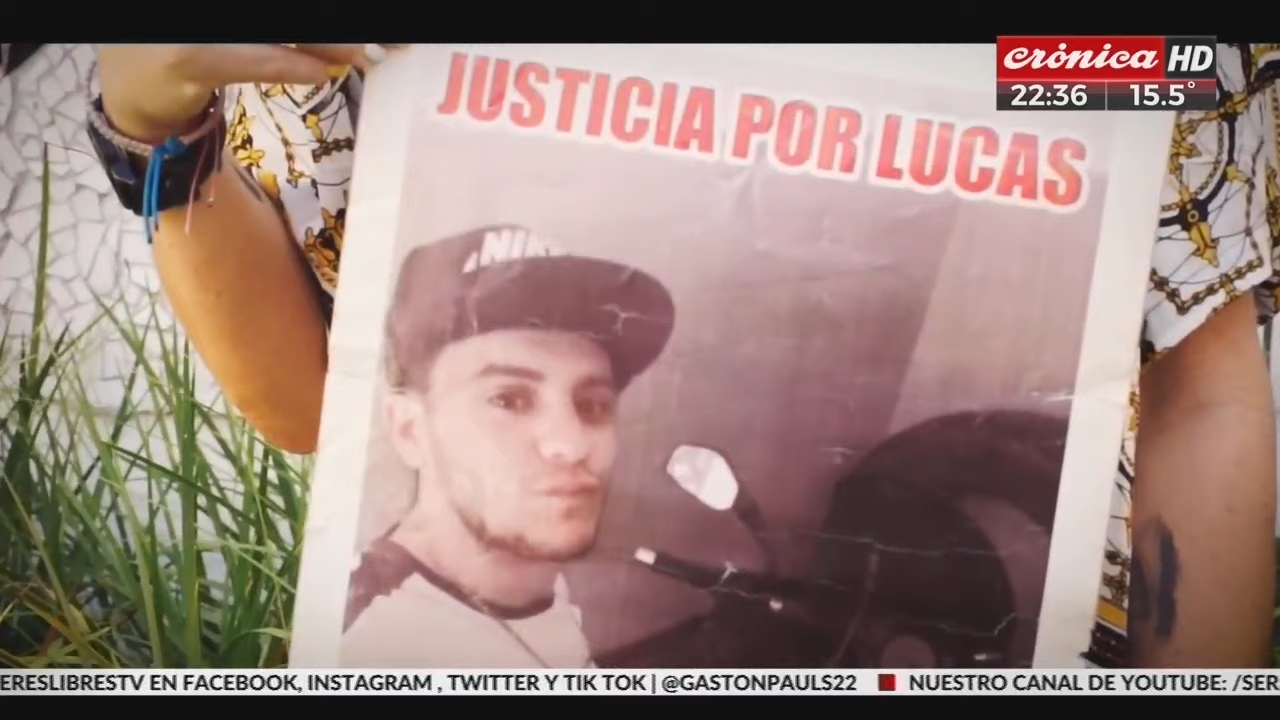 crónica HD
22:36 15.5°
JUSTICIA POR LUCAS
ERESLIBRESTV EN FACEBOOK, INSTAGRAM , TWITTER Y TIK TOK | @GASTONPAULS22 NUESTRO CANAL DE YOUTUBE: /SER